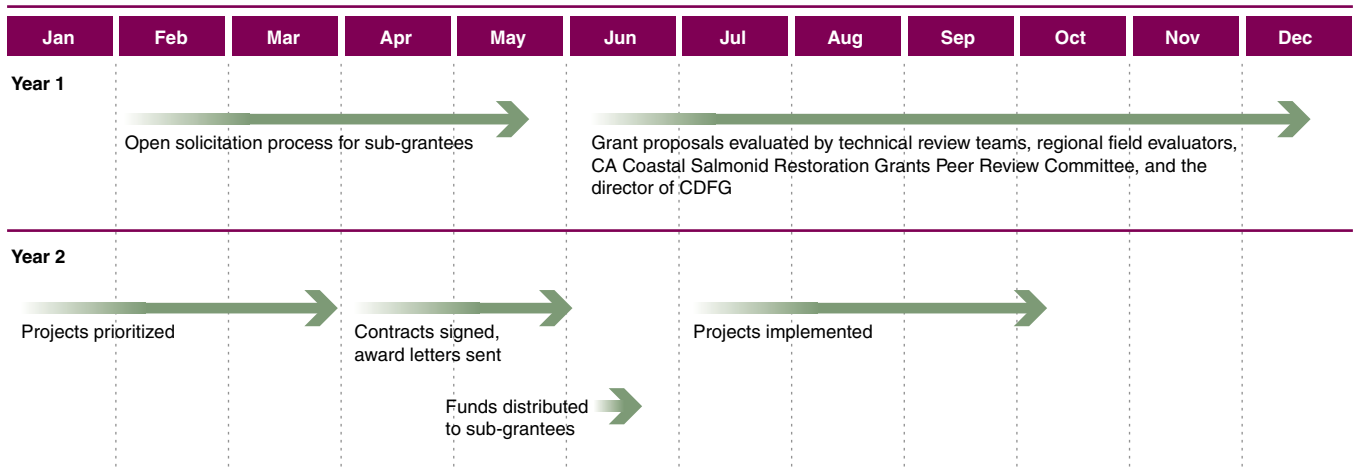 Jan Feb Mar Apr May Jun Jul Aug Sep Oct Nov Dec
Year 1
Open solicitation process for sub-grantees
Grant proposals evaluated by technical review teams, regional field evaluators,
CA Coastal Salmonid Restoration Grants Peer Review Committee, and the
director of CDFG
Year 2
Projects prioritized
Contracts signed,
award letters sent
Projects implemented
Funds distributed
to sub-grantees